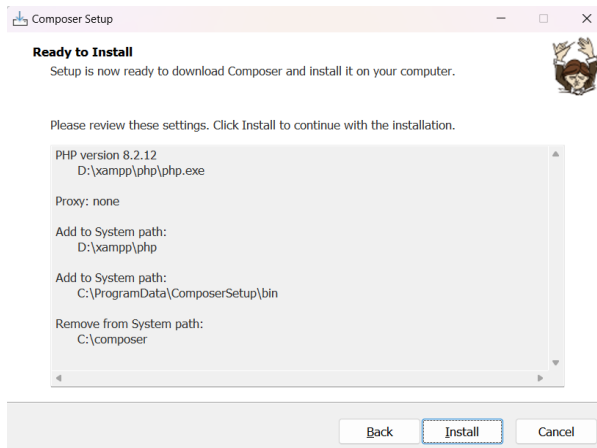 Composer Setup
Ready to Install
Setup is now ready to download Composer and install it on your computer.
Please review these settings. Click Install to continue with the installation.
PHP version 8.2.12
D:\xampp\php\php.exe
Proxy: none
Add to System path:
D:\xampp\php
Add to System path:
C:\ProgramData\ComposerSetup\bin
Remove from System path:
C:\composer
Back
Install
Cancel